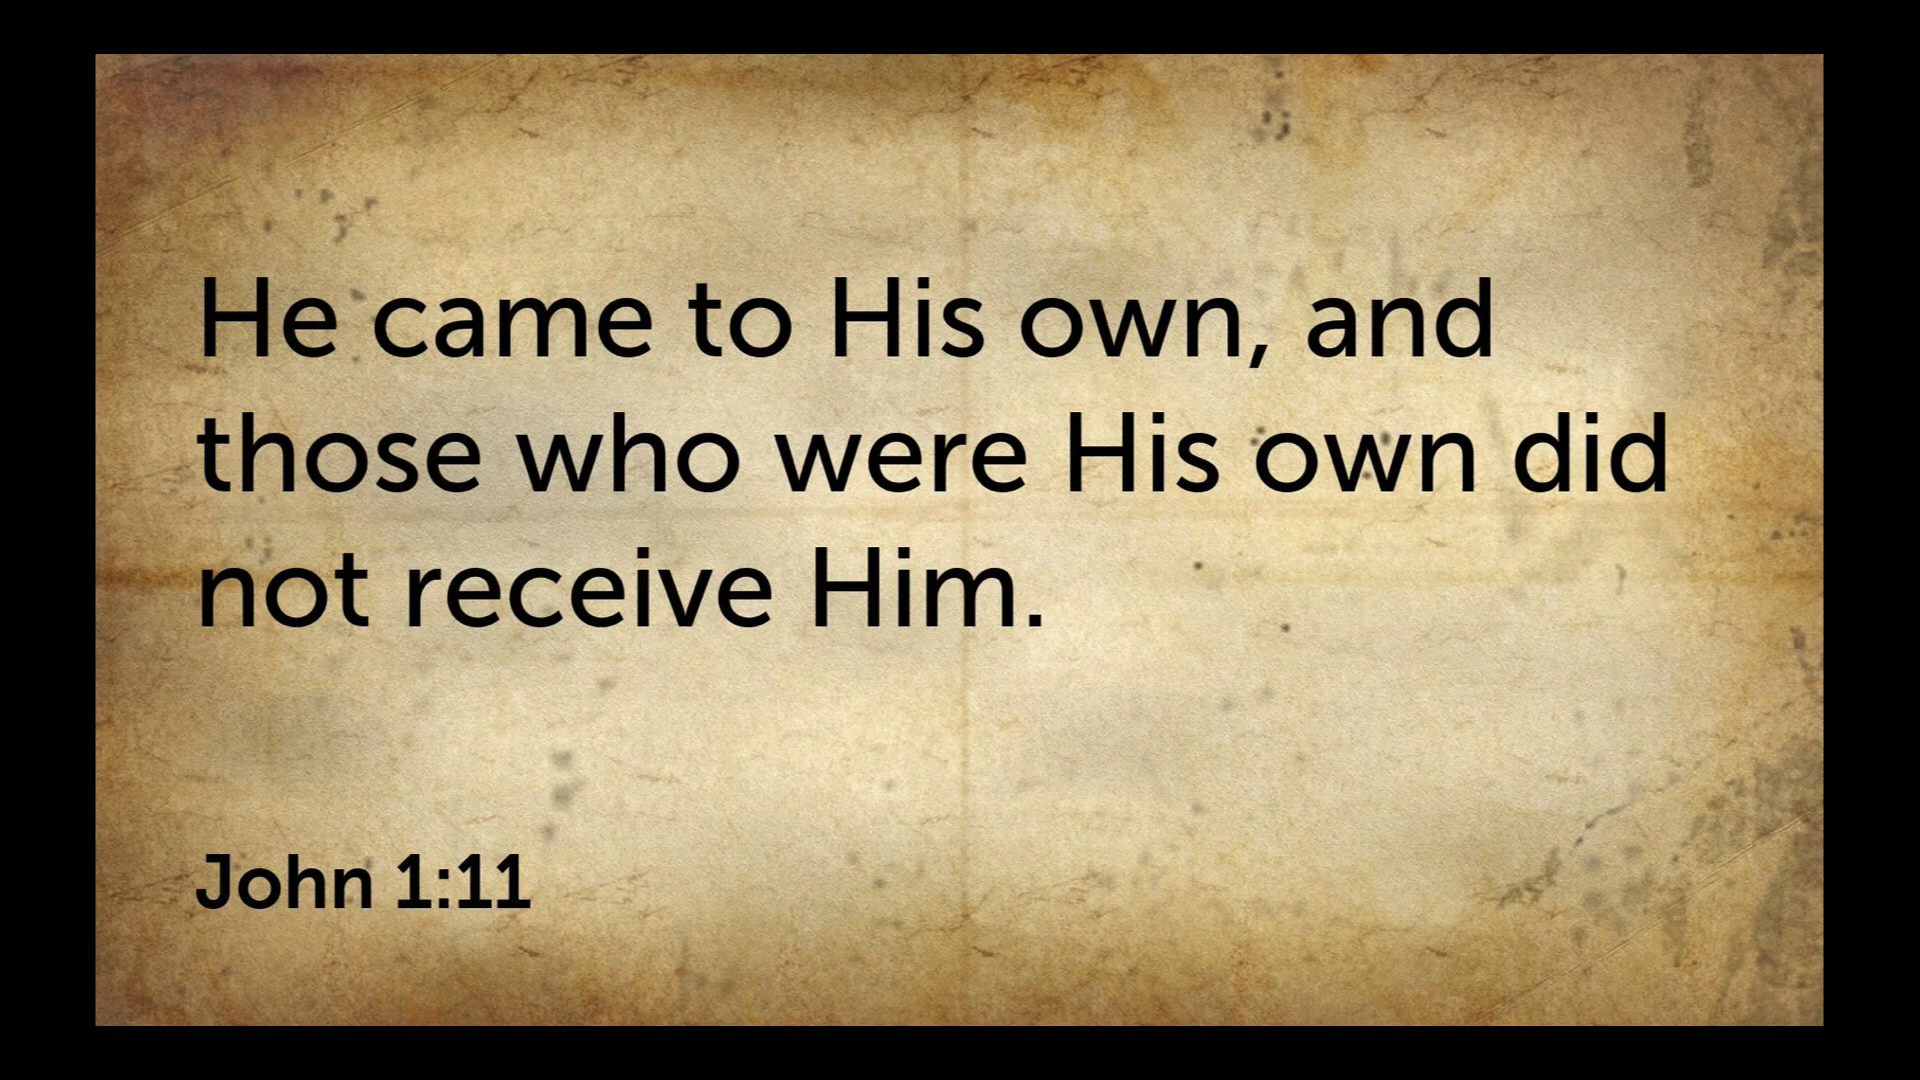 He came to His own, and
those who were His own did
not receive Him.
John 1:11